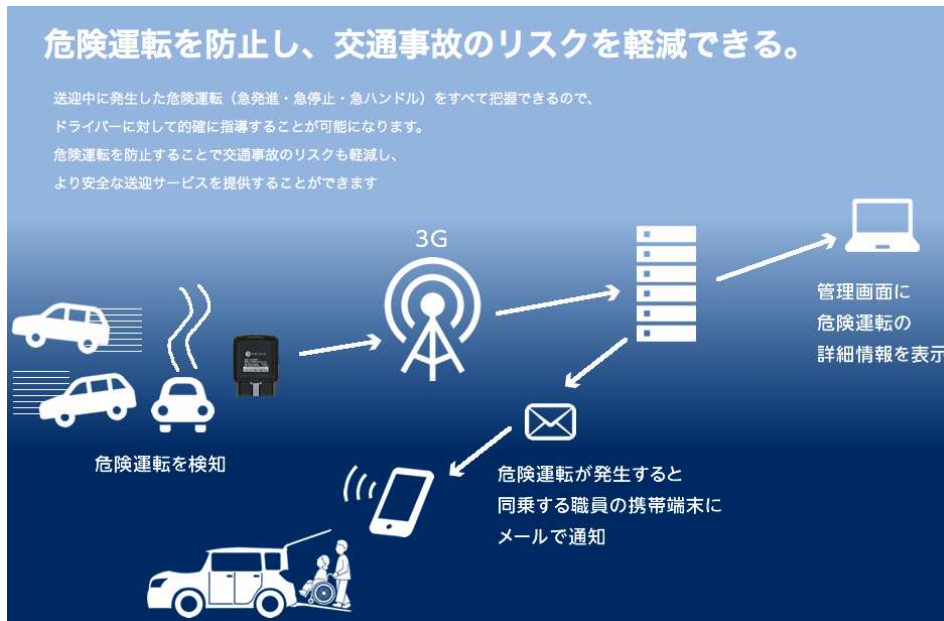 危険運転を防止し、交通事故のリスクを軽減できる。
送迎中に発生した危険運転（急発進・急停止・急ハンドル）をすべて把握できるので、
ドライバーに対して的確に指導することが可能になります。
危険運転を防止することで交通事故のリスクも軽減し、
より安全な送迎サービスを提供することができます
3G
管理画面に
危険運転の
詳細情報を表示
危険運転を検知
危険運転が発生すると
同乗する職員の携帯端末に
メールで通知